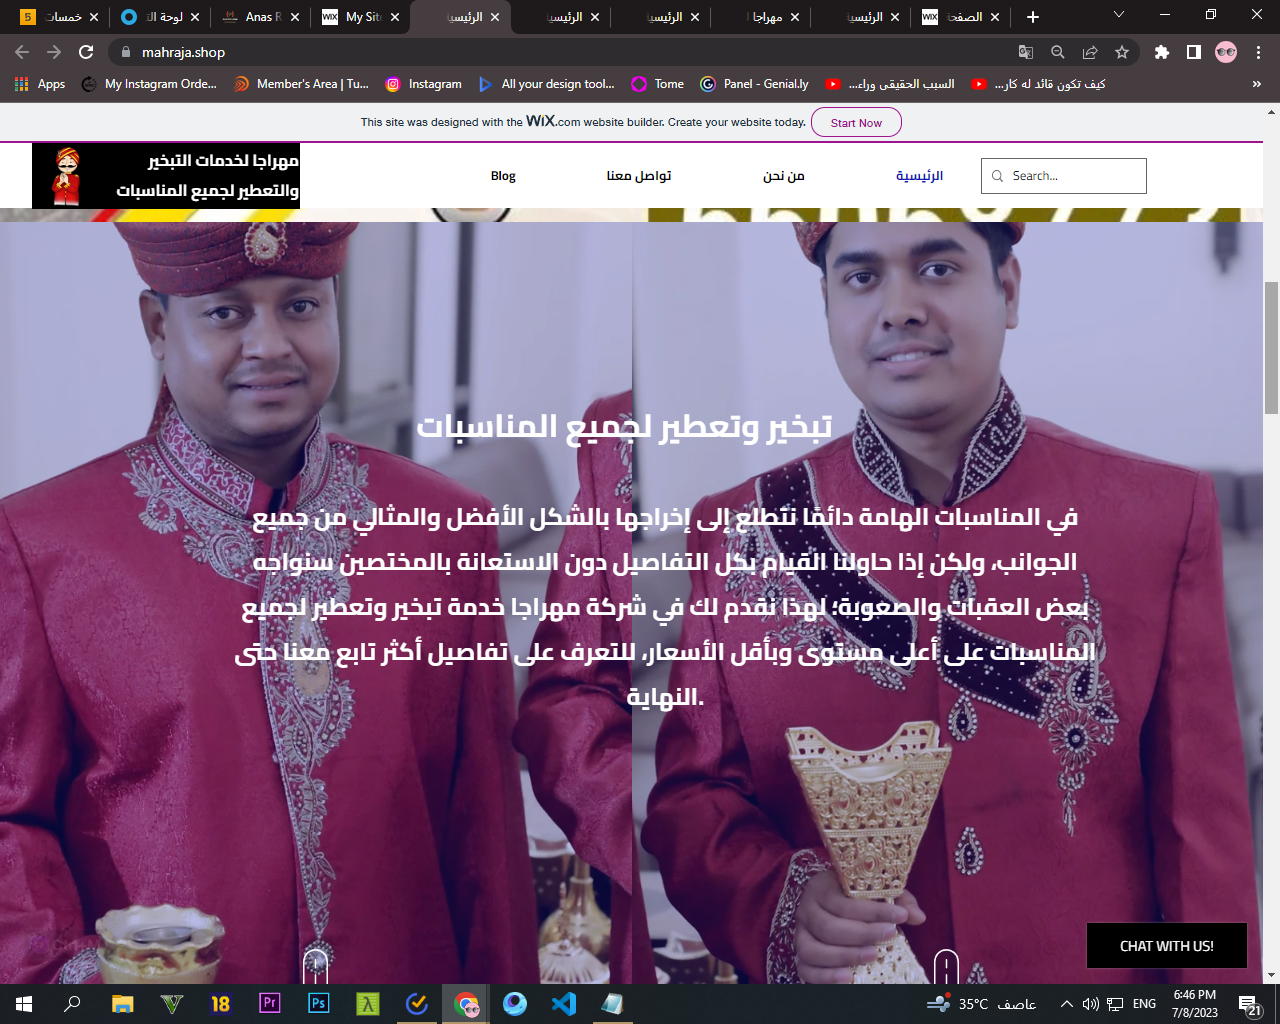 خمسات
لوحة الت
Anas R
My Site
الرئيسية
الرئيسية
الرئيسية
مهراجا ا
الرئيسية
الصفحة
mahraja.shop
Apps
My Instagram Orde...
Member's Area | Tu...
Instagram
All your design tool...
Tome
Panel - Genial.ly
السبب الحقيقى وراء...
كيف تكون قائد له كار...
This site was designed with the WiX.com website builder. Create your website today.
Start Now
مهراجا لخدمات التبخير
والتعطير لجميع المناسبات
Blog
تواصل معنا
من نحن
الرئيسية
Search...
تبخير وتعطير لجميع المناسبات
في المناسبات الهامة دائمًا نتطلع إلى إخراجها بالشكل الأفضل والمثالي من جميع
الجوانب، ولكن إذا حاولنا القيام بكل التفاصيل دون الاستعانة بالمختصين سنواجه
بعض العقبات والصعوبة؛ لهذا نقدم لك في شركة مهراجا خدمة تبخير وتعطير لجميع
المناسبات على أعلى مستوى وبأقل الأسعار، للتعرف على تفاصيل أكثر تابع معنا حتى
النهاية.
CHAT WITH US!
35°C عاصف
ENG
6:46 PM
7/8/2023
21